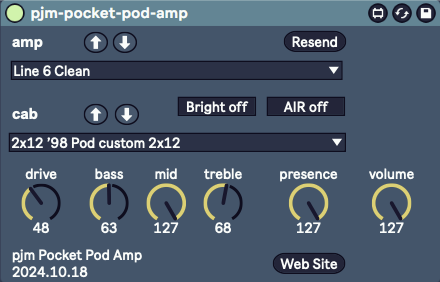 pjm-pocket-pod-amp
amp
Resend
Line 6 Clean
cab
Bright off
AIR off
2x12 '98 Pod custom 2x12
drive bass mid treble presence volume
48 63 127 68 127 127
pjm Pocket Pod Amp
2024.10.18
Web Site